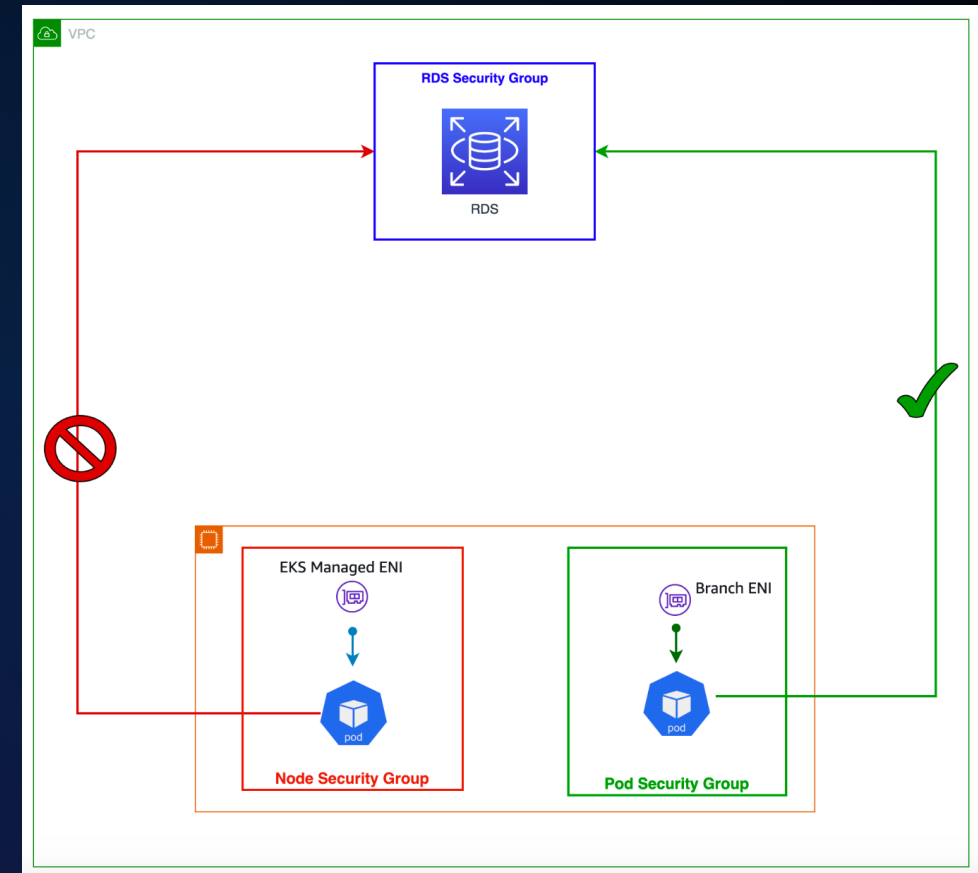 VPC
RDS Security Group
RDS
EKS Managed ENI
Branch ENI
pod
pod
Node Security Group
Pod Security Group